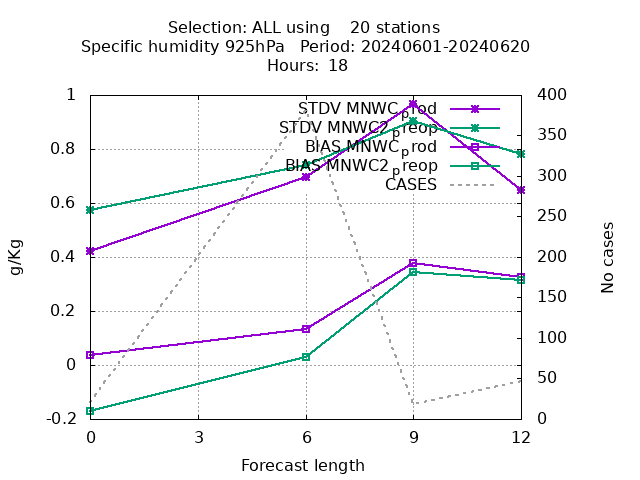 Selection: ALL using    20 stations
Specific humidity 925hPa   Period: 20240601-20240620
Hours: 18
STDV MNWC_prod
STDV MNWC2_preop
BIAS MNWC_prod
BIAS MNWC2_preop
CASES
1
0.8
0.6
0.4
0.2
0
-0.2
g/Kg
400
350
300
250
200
150
100
50
0
No cases
0 3 6 9 12
Forecast length